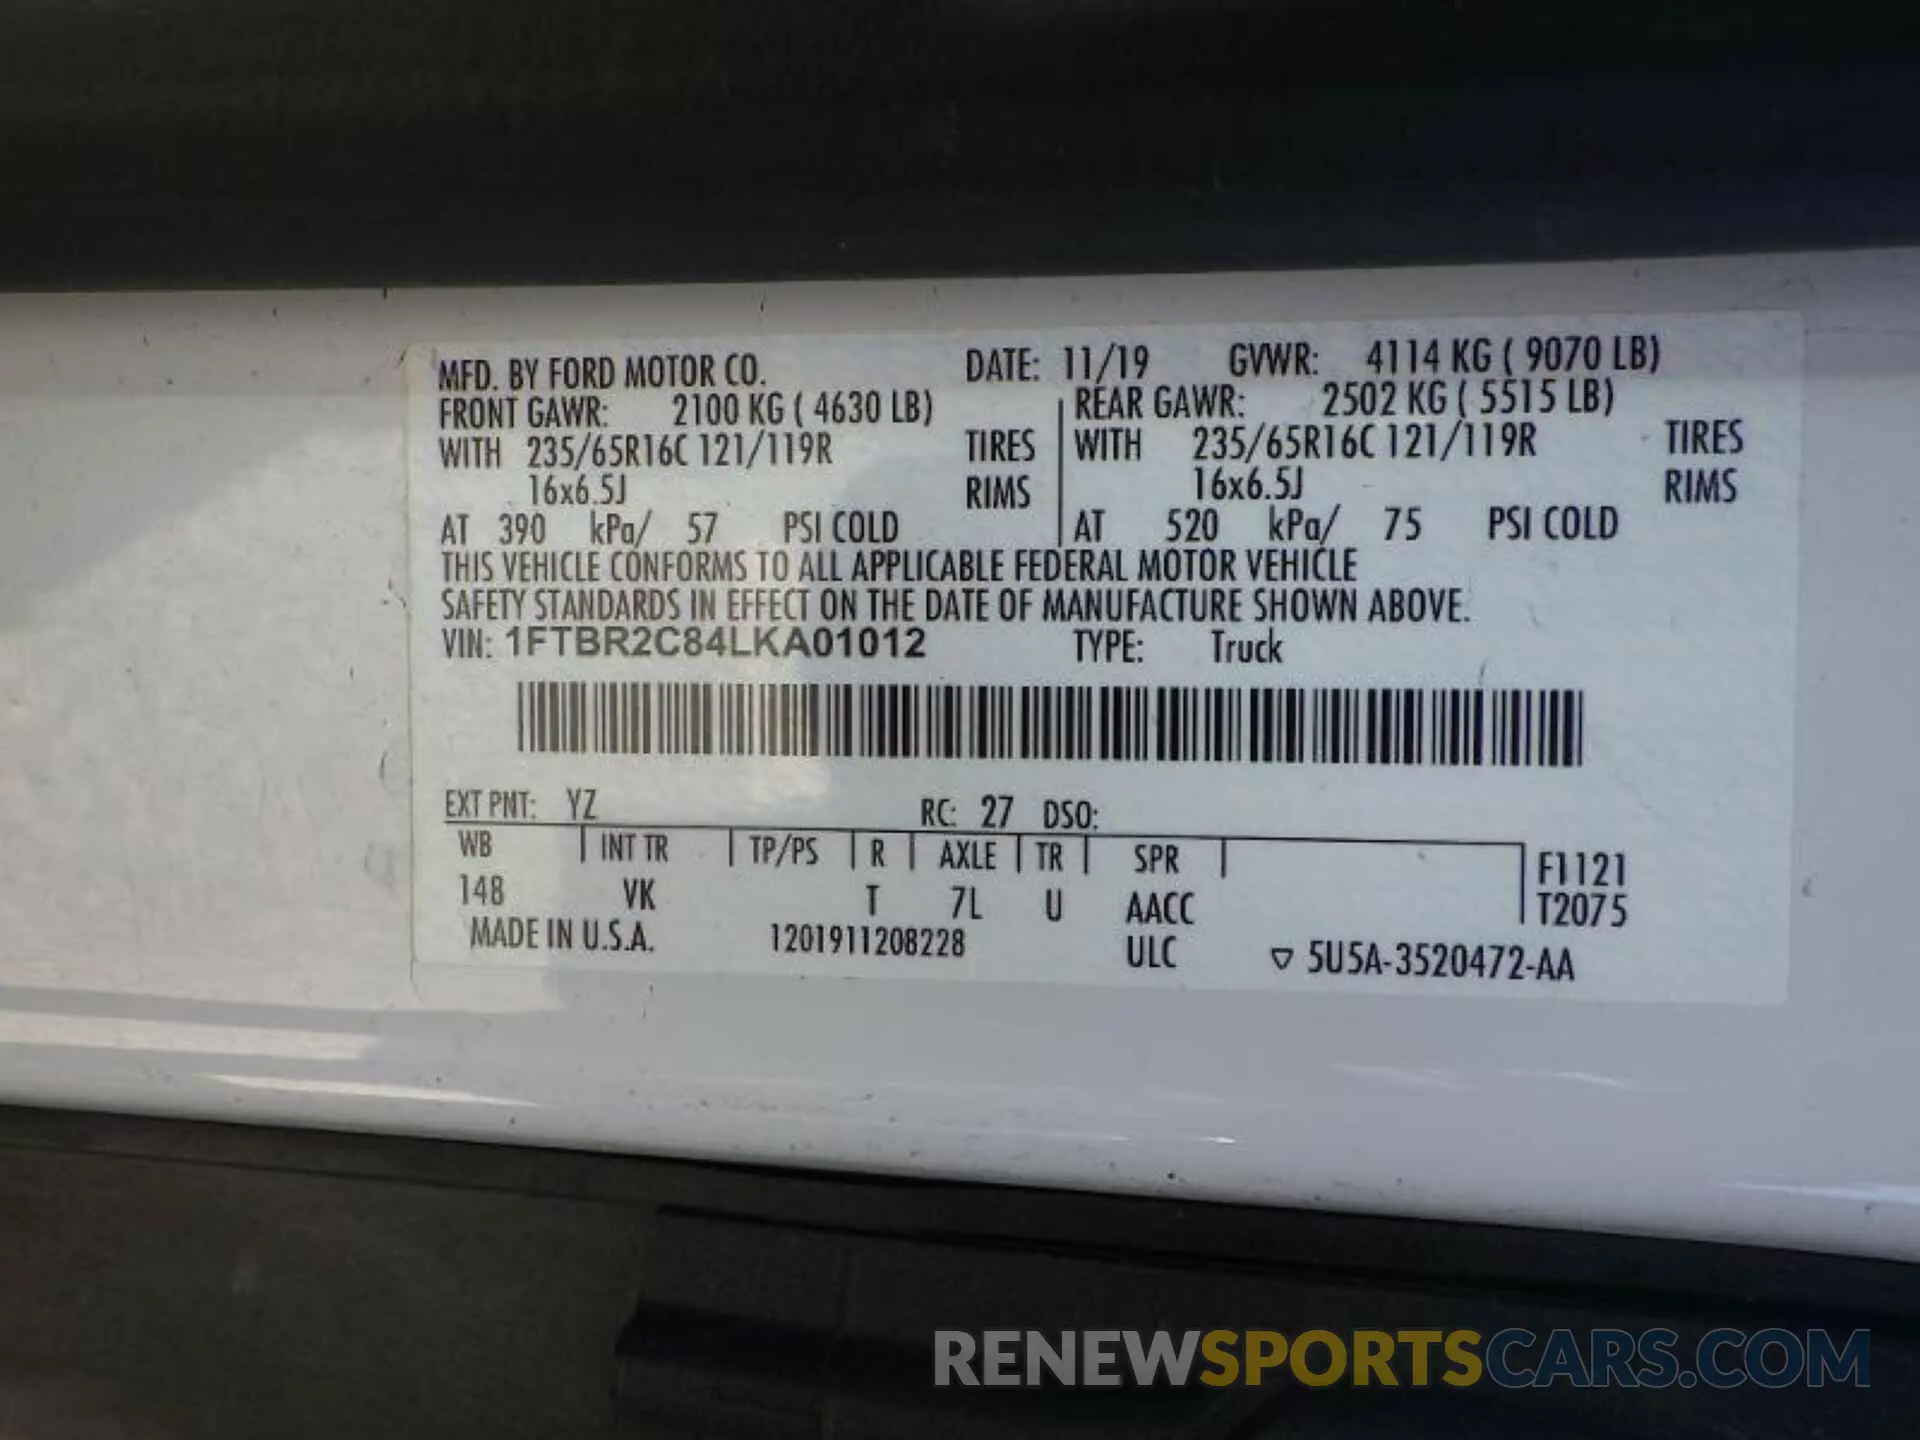 MFD. BY FORD MOTOR CO. DATE: 11/19 GVWR: 4114 KG ( 9070 LB)
FRONT GAWR: 2100 KG ( 4630 LB) REAR GAWR: 2502 KG ( 5515 LB)
WITH 235/65R16C 121/119R TIRES WITH 235/65R16C 121/119R TIRES
16x6.5J RIMS 16x6.5J RIMS
AT 390 kPa/ 57 PSI COLD AT 520 kPa/ 75 PSI COLD
THIS VEHICLE CONFORMS TO ALL APPLICABLE FEDERAL MOTOR VEHICLE
SAFETY STANDARDS IN EFFECT ON THE DATE OF MANUFACTURE SHOWN ABOVE.
VIN: 1FTBR2C84LKA01012 TYPE: Truck
EXT PNT: YZ RC: 27 DSO:
WB INT TR TP/PS R AXLE TR SPR F1121
148 VK T 7L U AACC T2075
MADE IN U.S.A. 1201911208228 ULC ▽ 5U5A-3520472-AA
RENEWSPORTSCARS.COM